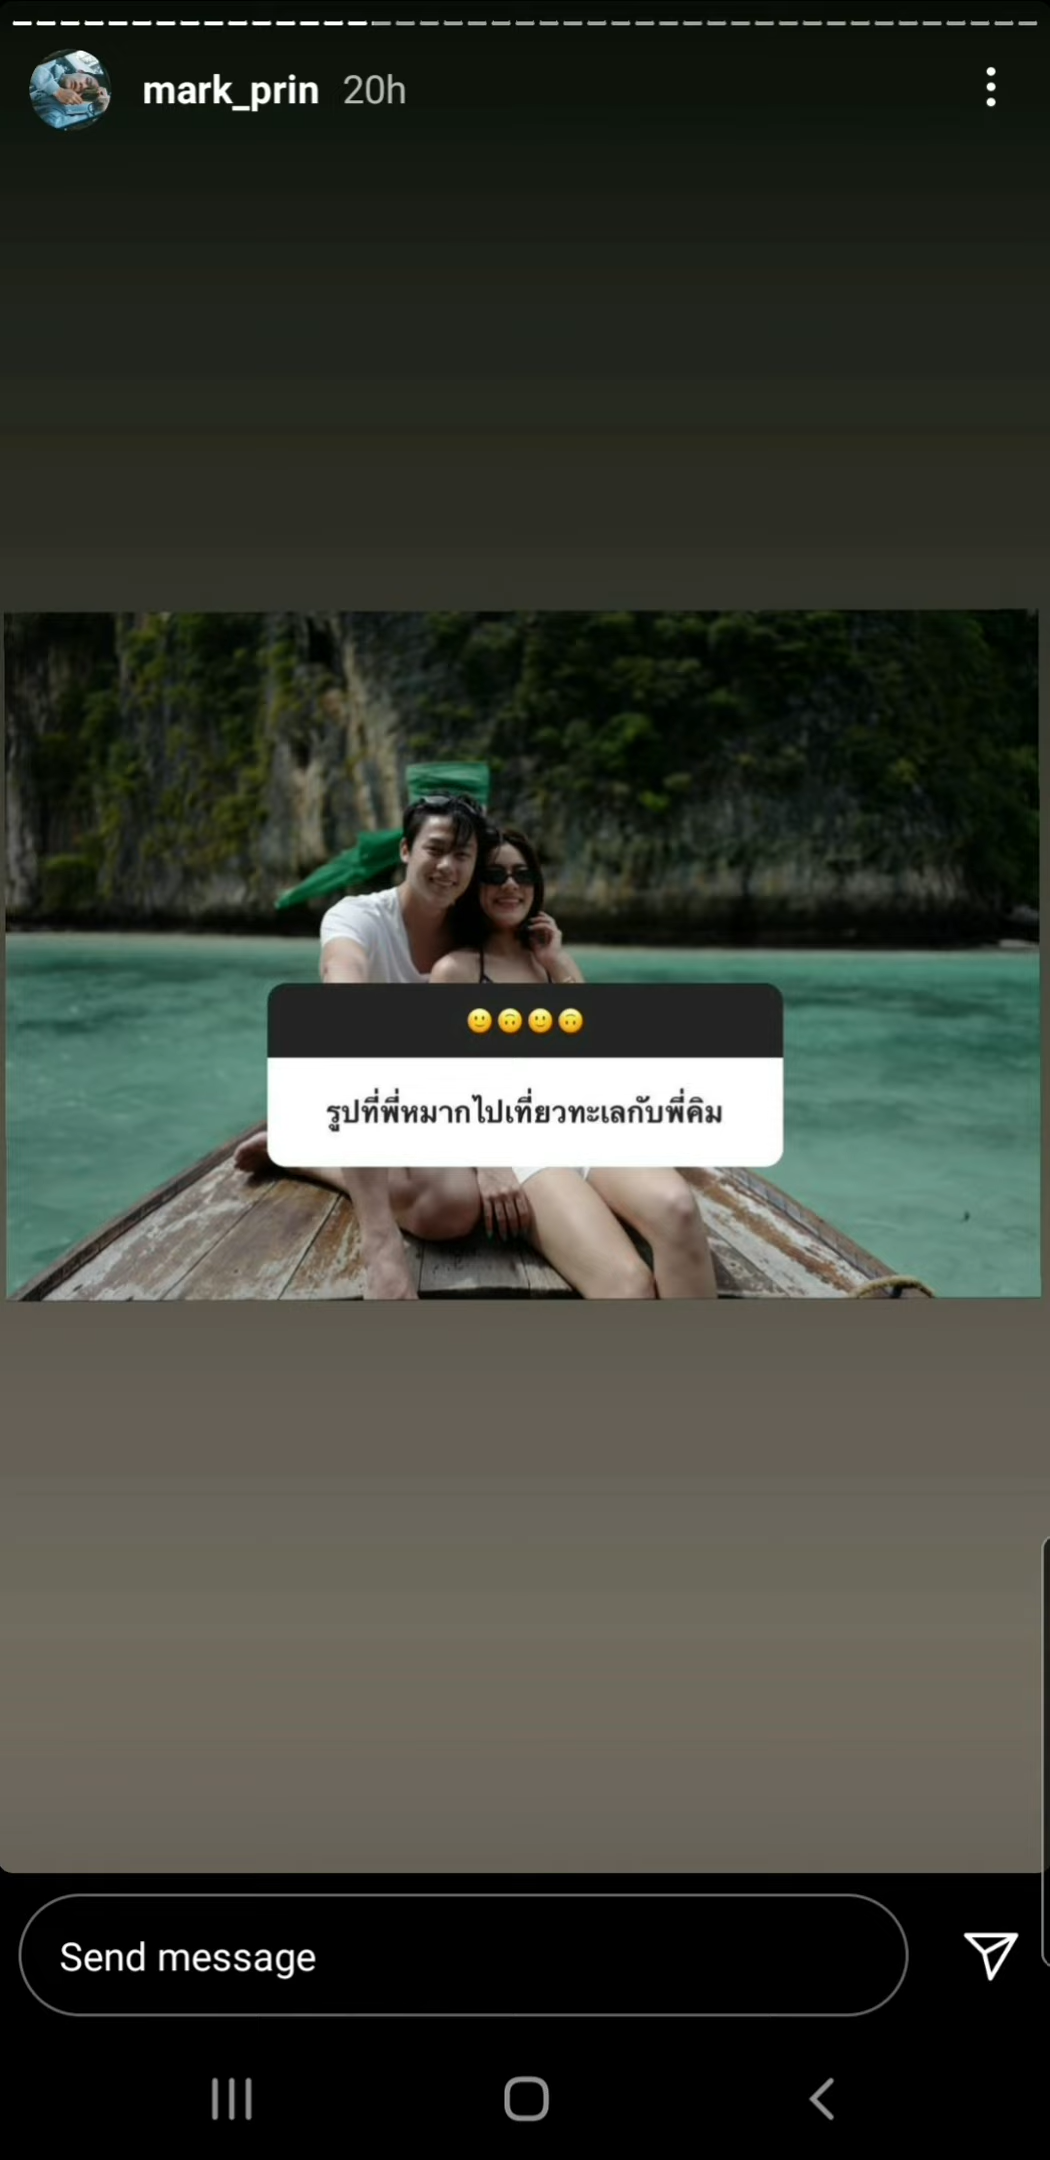 mark_prin 20h
🙂🙃🙂🙃
รูปที่พี่หมากไปเที่ยวทะเลกับพี่คิม
Send message